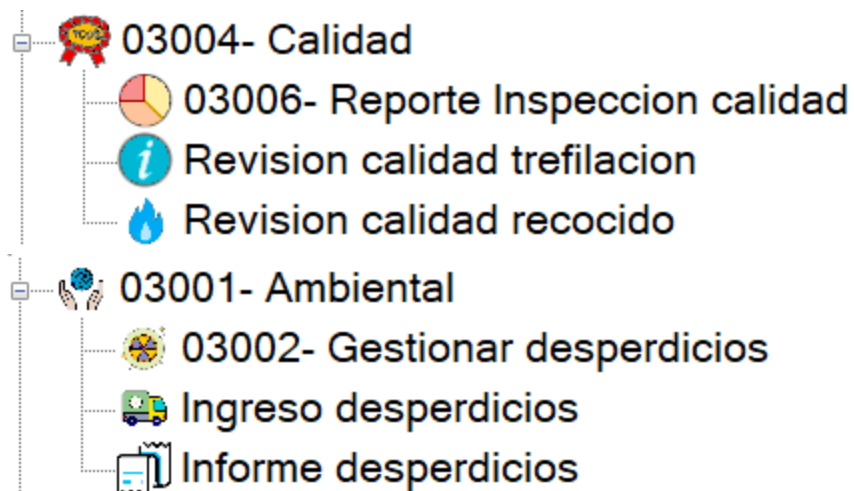 03004- Calidad
03006- Reporte Inspeccion calidad
Revision calidad trefilacion
Revision calidad recocido
03001- Ambiental
03002- Gestionar desperdicios
Ingreso desperdicios
Informe desperdicios